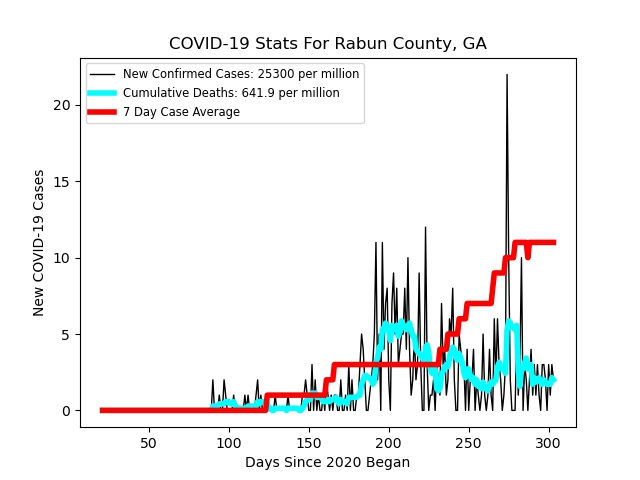 COVID-19 Stats For Rabun County, GA
New Confirmed Cases: 25300 per million
Cumulative Deaths: 641.9 per million
7 Day Case Average
New COVID-19 Cases
20
15
10
5
0
50 100 150 200 250 300
Days Since 2020 Began